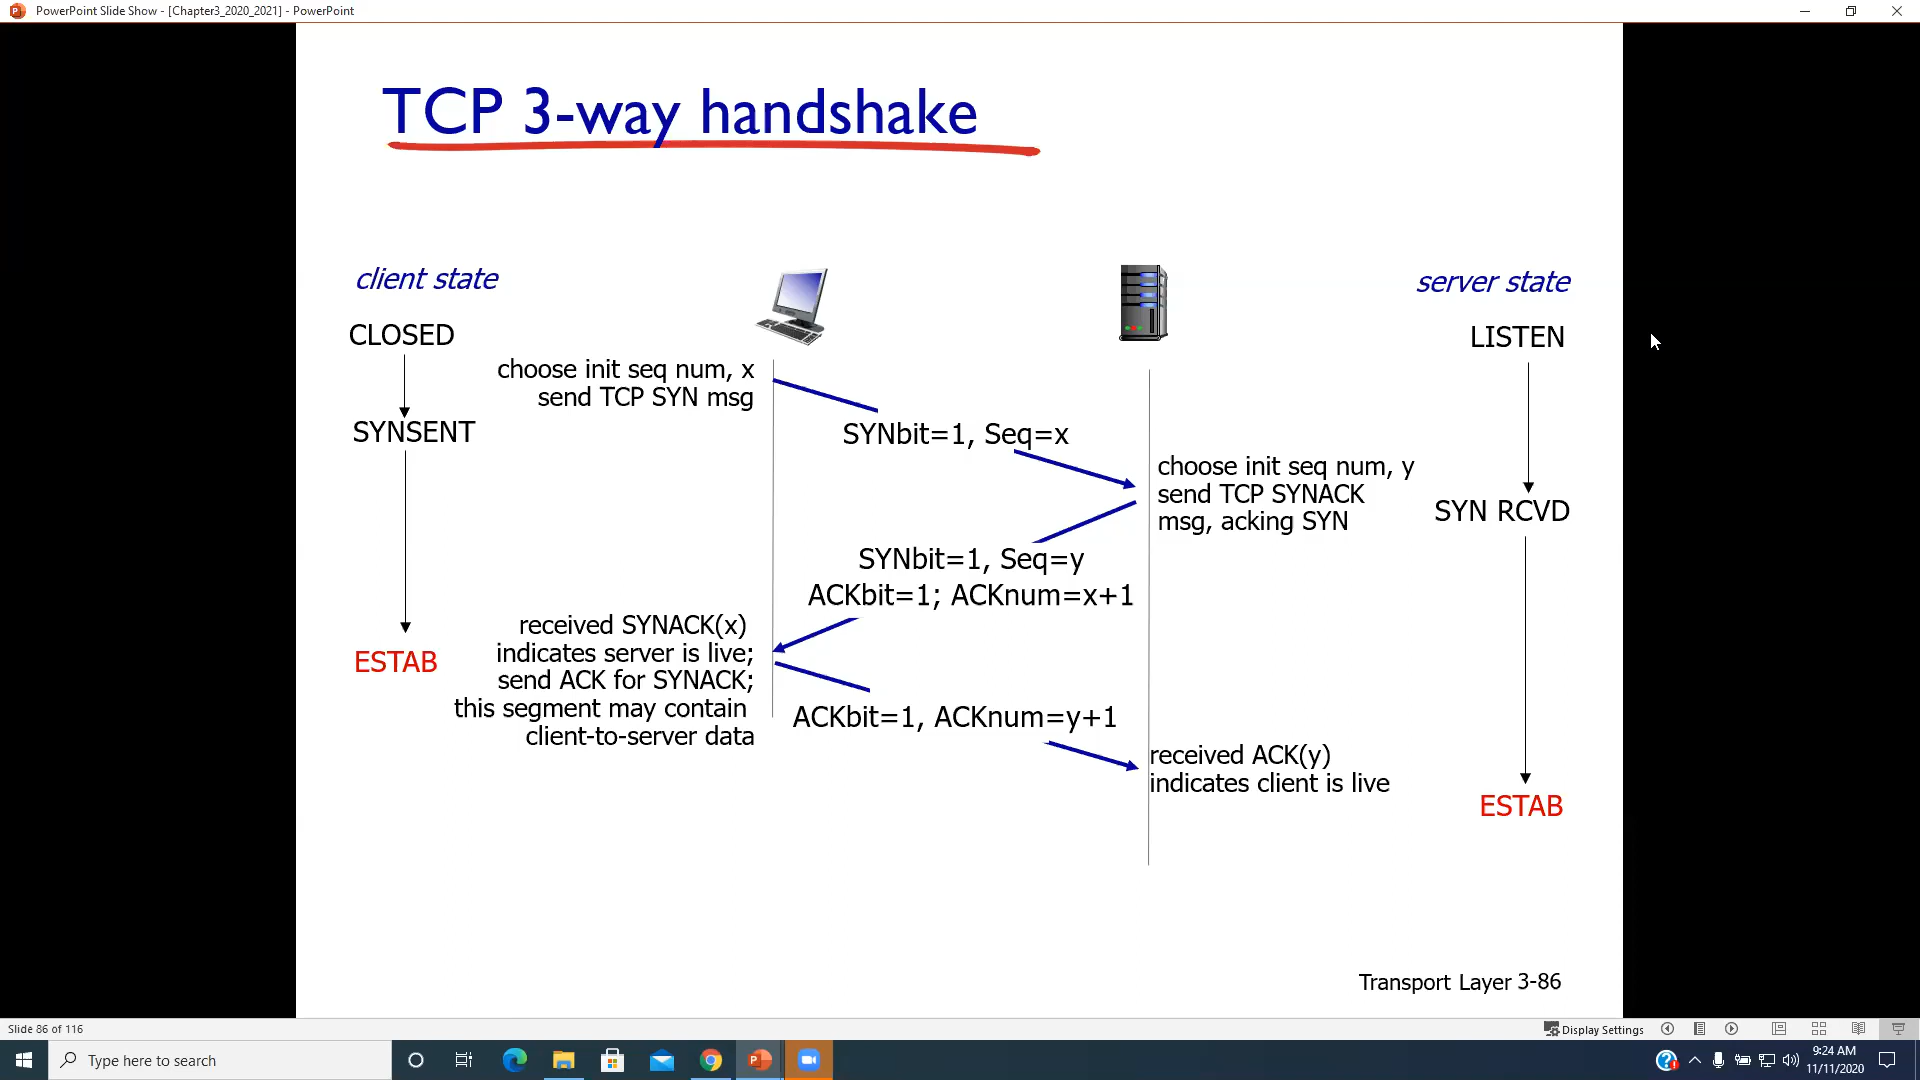 PowerPoint Slide Show - [Chapter3_2020_2021] - PowerPoint
TCP 3-way handshake
client state
server state
CLOSED
LISTEN
choose init seq num, x
send TCP SYN msg
SYNSENT
SYNbit=1, Seq=x
choose init seq num, y
send TCP SYNACK
msg, acking SYN
SYN RCVD
SYNbit=1, Seq=y
ACKbit=1; ACKnum=x+1
received SYNACK(x)
indicates server is live;
send ACK for SYNACK;
this segment may contain
client-to-server data
ESTAB
ACKbit=1, ACKnum=y+1
received ACK(y)
indicates client is live
ESTAB
Transport Layer 3-86
Slide 86 of 116
Display Settings
Type here to search
9:24 AM
11/11/2020